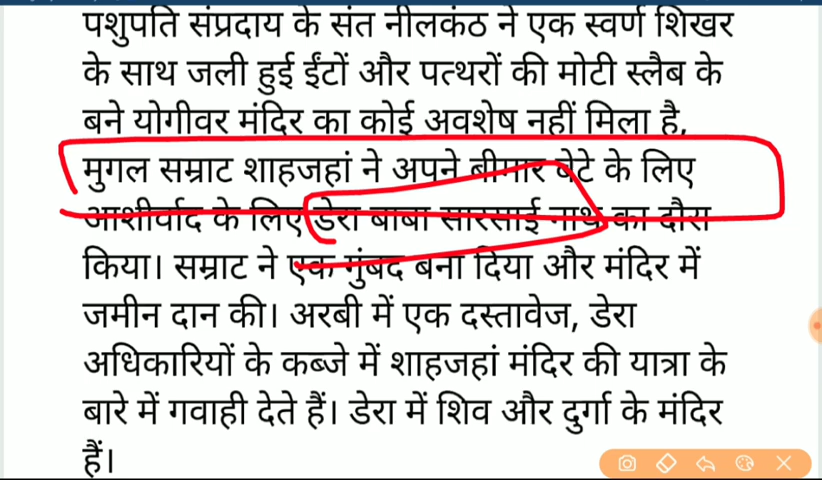 पशुपति संप्रदाय के संत नीलकंठ ने एक स्वर्ण शिखर
के साथ जली हुई ईंटों और पत्थरों की मोटी स्लैब के
बने योगीवर मंदिर का कोई अवशेष नहीं मिला है,
मुगल सम्राट शाहजहां ने अपने बीमार बेटे के लिए
आशीर्वाद के लिए डेरा बाबा सारसाई नाथ का दौरा
किया। सम्राट ने एक गुंबद बना दिया और मंदिर में
जमीन दान की। अरबी में एक दस्तावेज, डेरा
अधिकारियों के कब्जे में शाहजहां मंदिर की यात्रा के
बारे में गवाही देते हैं। डेरा में शिव और दुर्गा के मंदिर
हैं।